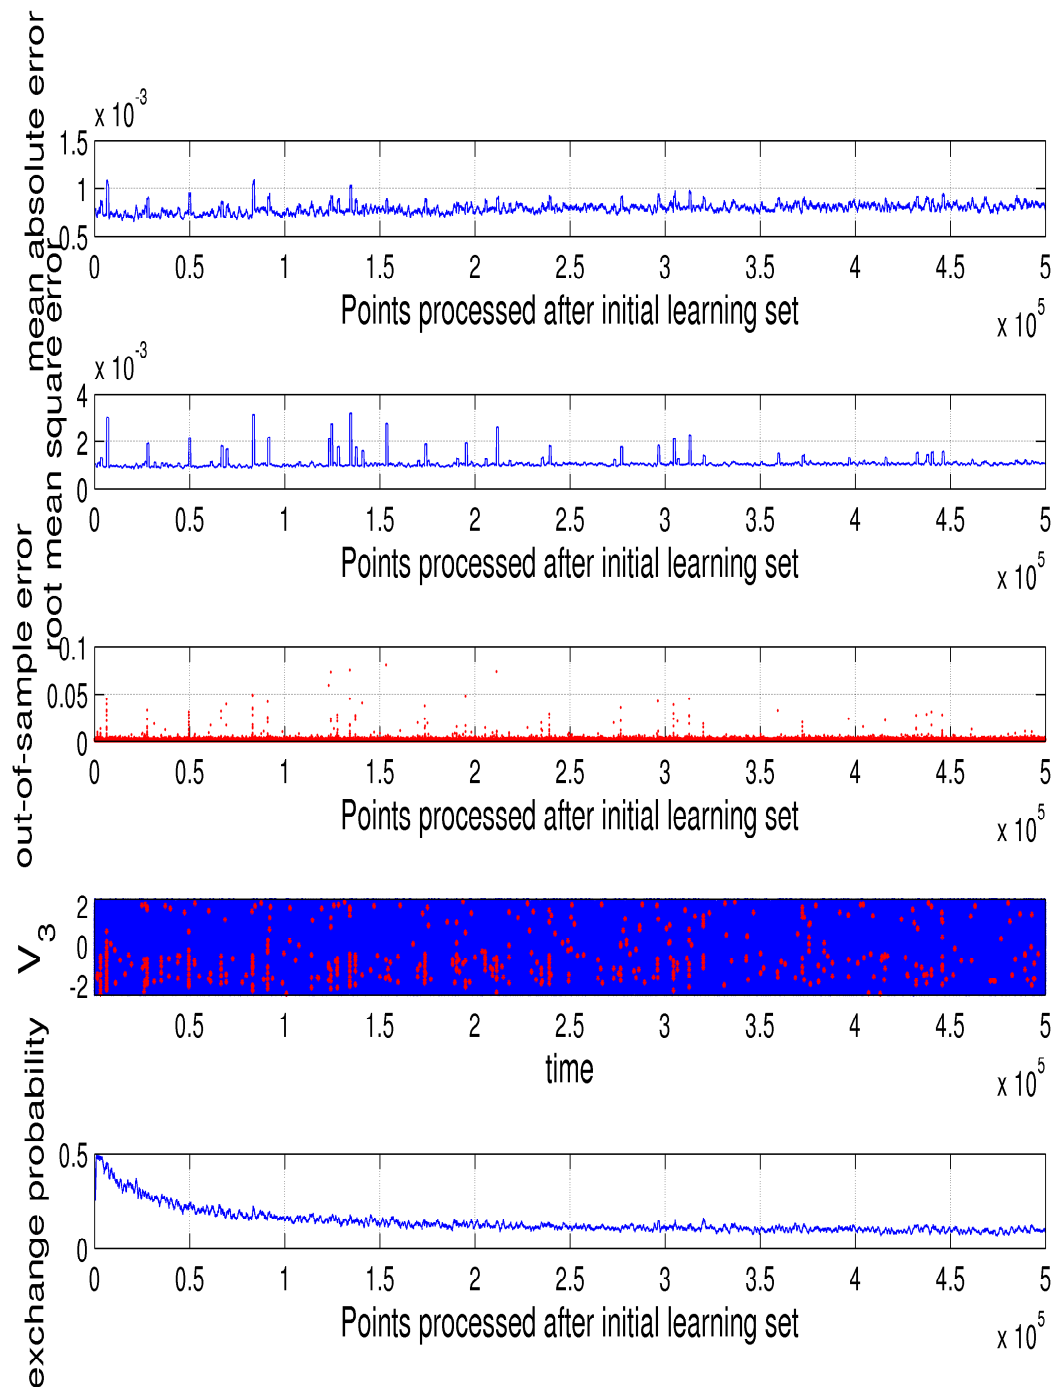 mean absolute error
x 10^-3
1.5
1
0.5
0 0.5 1 1.5 2 2.5 3 3.5 4 4.5 5
Points processed after initial learning set
x 10^5
root mean square error
x 10^-3
4
2
0
0 0.5 1 1.5 2 2.5 3 3.5 4 4.5 5
Points processed after initial learning set
x 10^5
out-of-sample error
0.1
0.05
0
0 0.5 1 1.5 2 2.5 3 3.5 4 4.5 5
Points processed after initial learning set
x 10^5
V_3
2
0
-2
0.5 1 1.5 2 2.5 3 3.5 4 4.5 5
time
x 10^5
exchange probability
0.5
0
0 0.5 1 1.5 2 2.5 3 3.5 4 4.5 5
Points processed after initial learning set
x 10^5